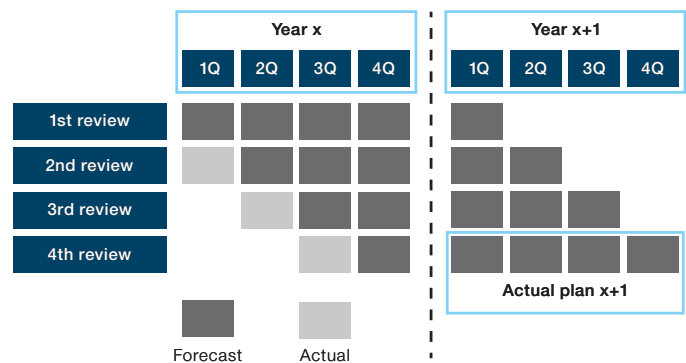 Year x
Year x+1
1Q 2Q 3Q 4Q
1Q 2Q 3Q 4Q
1st review
2nd review
3rd review
4th review
Actual plan x+1
Forecast
Actual